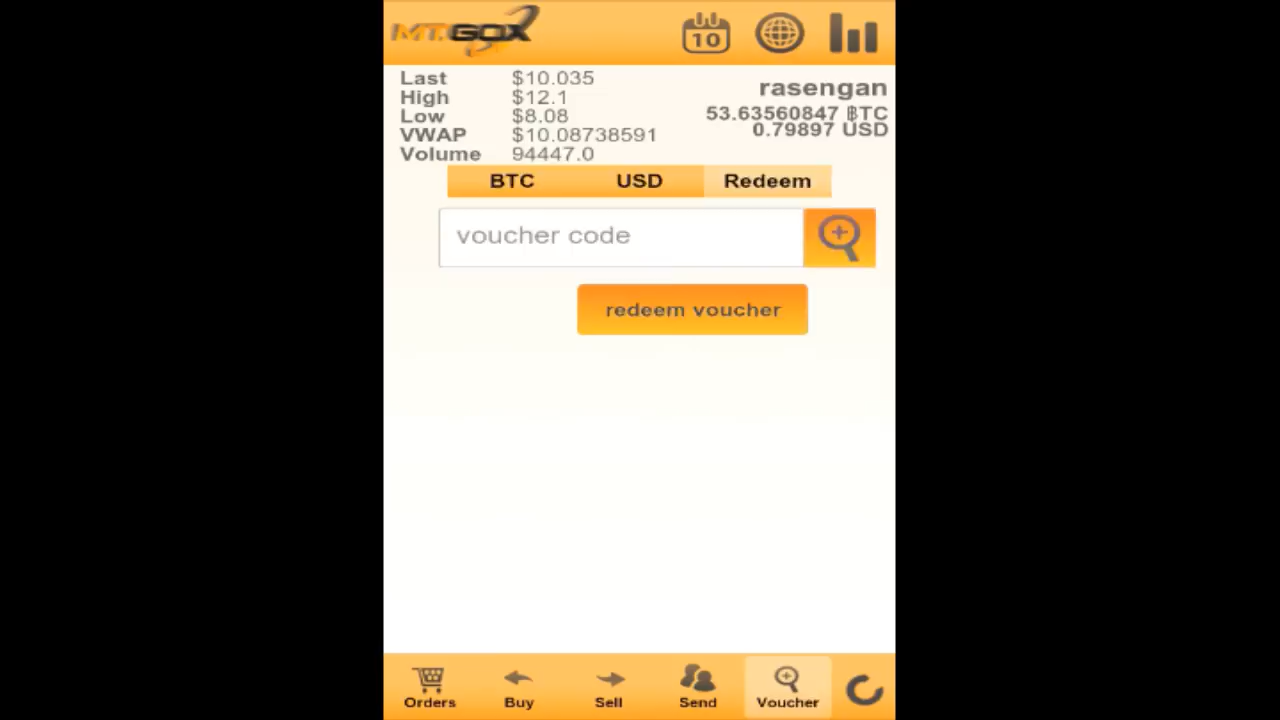 MT.GOX
10
Last $10.035
High $12.1
Low $8.08
VWAP $10.08738591
Volume 94447.0
rasengan
53.63560847 ฿TC
0.79897 USD
BTC USD Redeem
voucher code
redeem voucher
Orders Buy Sell Send Voucher